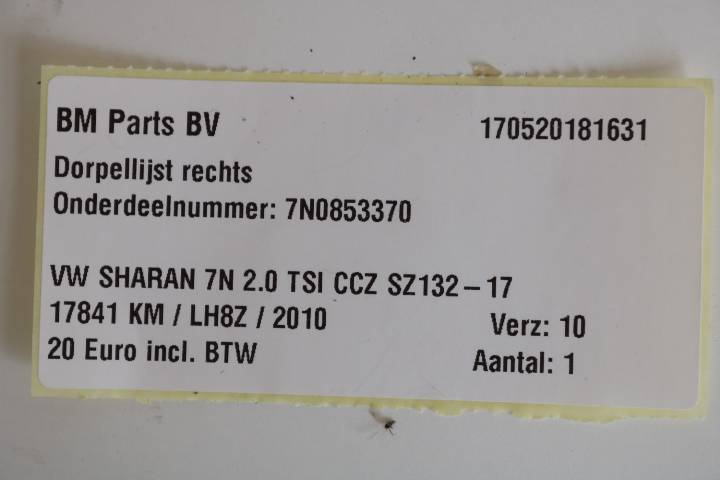 BM Parts BV 170520181631
Dorpellijst rechts
Onderdeelnummer: 7N0853370
VW SHARAN 7N 2.0 TSI CCZ SZ132-17
17841 KM / LH8Z / 2010 Verz: 10
20 Euro incl. BTW Aantal: 1